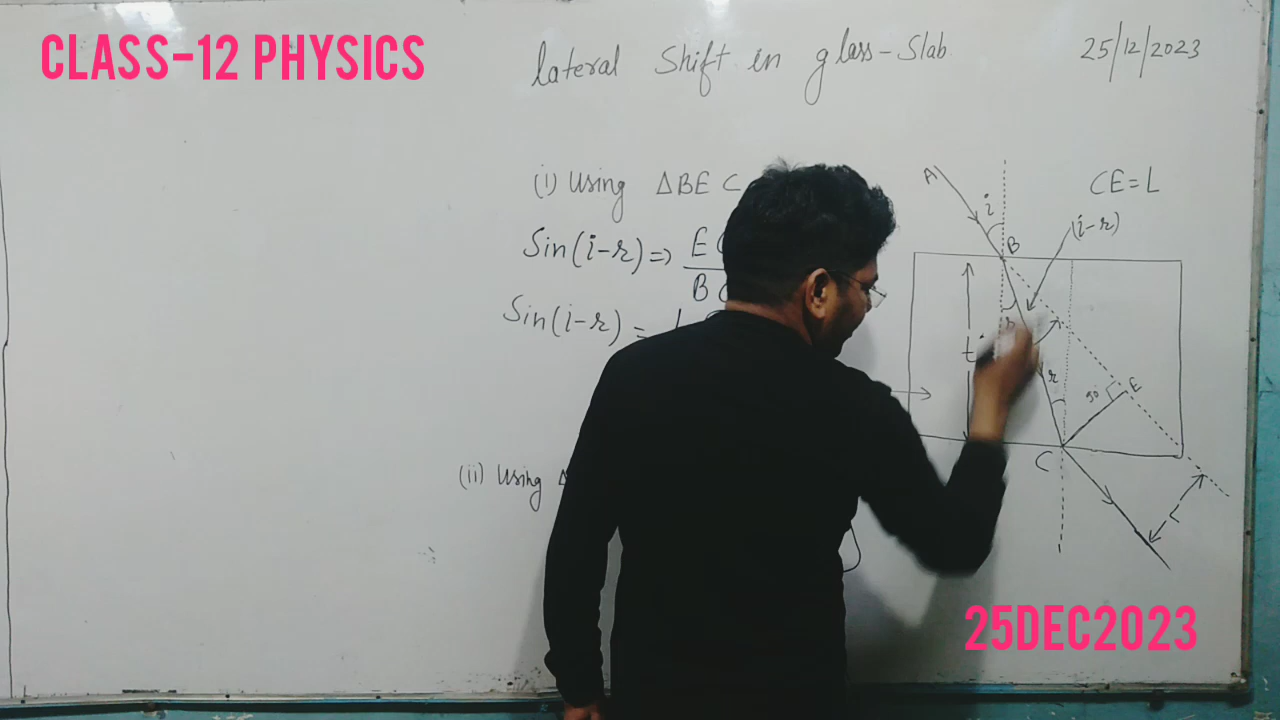 CLASS-12 PHYSICS
lateral Shift in glass-Slab
25/12/2023
(i) Using △BEC
Sin(i-r)=> E
B
Sin(i-r) =
(ii) Using
A
i
B
CE=L
(i-r)
r
t
r
90°
E
C
L
25DEC2023